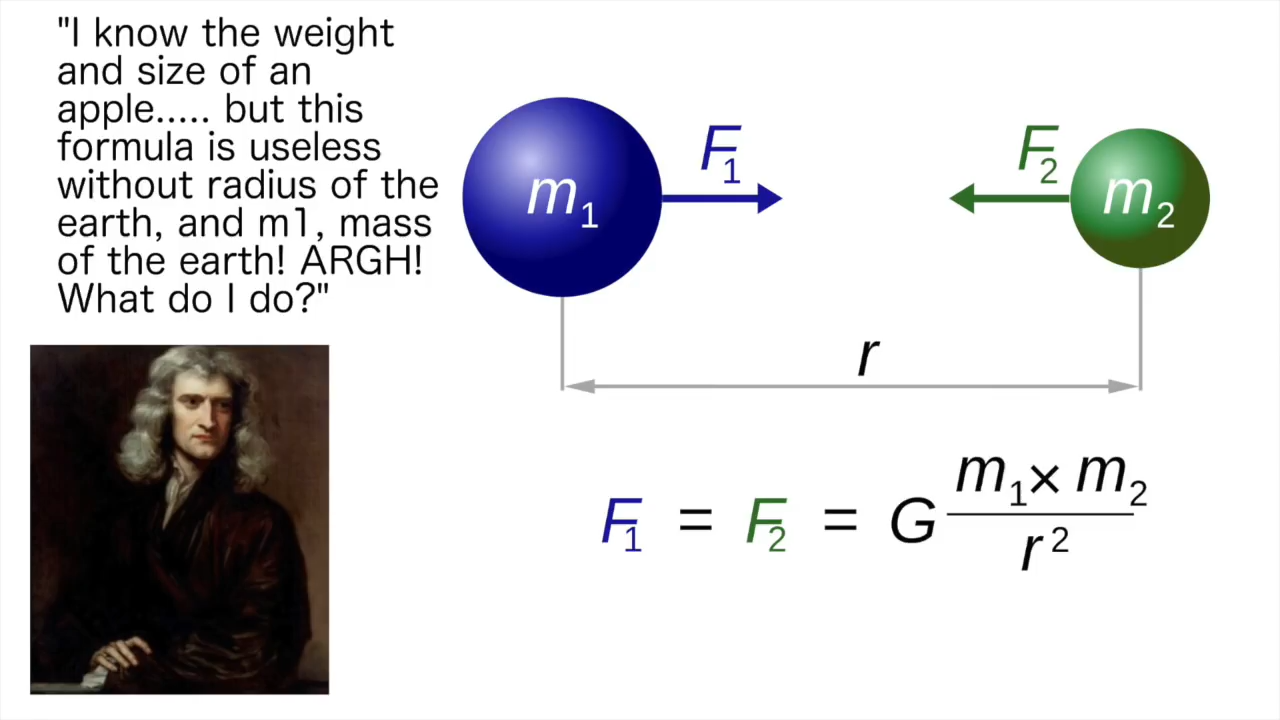 "I know the weight
and size of an
apple..... but this
formula is useless
without radius of the
earth, and m1, mass
of the earth! ARGH!
What do I do?"
F1
F2
m1
m2
r
F1 = F2 = G m1 × m2 / r2